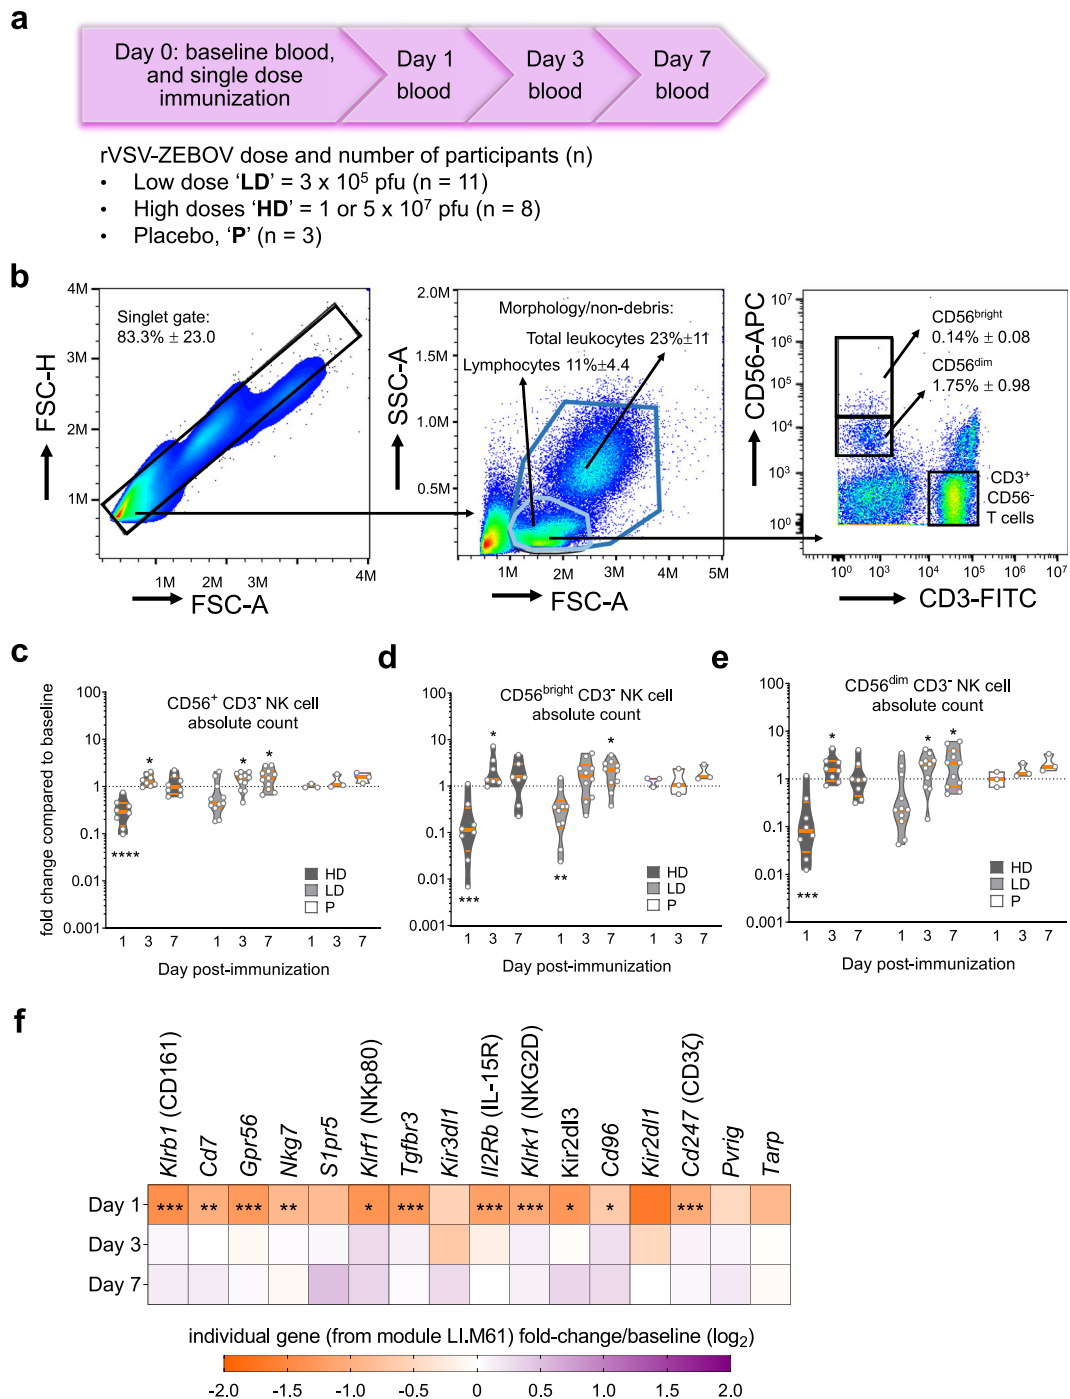 a
Day 0: baseline blood,
and single dose
immunization
Day 1
blood
Day 3
blood
Day 7
blood
rVSV-ZEBOV dose and number of participants (n)
• Low dose ‘LD’ = 3 x 10⁵ pfu (n = 11)
• High doses ‘HD’ = 1 or 5 x 10⁷ pfu (n = 8)
• Placebo, ‘P’ (n = 3)
b
4M
3M
2M
1M
FSC-H
Singlet gate:
83.3% ± 23.0
1M 2M 3M 4M
FSC-A
2.0M
1.5M
1.0M
0.5M
0
SSC-A
Morphology/non-debris:
Total leukocytes 23%±11
Lymphocytes 11%±4.4
1M 2M 3M 4M 5M
FSC-A
10⁷
10⁶
10⁵
10⁴
10³
10⁰
CD56-APC
CD56bright
0.14% ± 0.08
CD56dim
1.75% ± 0.98
CD3⁺
CD56⁻
T cells
10⁰ 10³ 10⁴ 10⁵ 10⁶ 10⁷
CD3-FITC
c
fold change compared to baseline
100
10
1
0.1
0.01
0.001
CD56⁺ CD3⁻ NK cell
absolute count
* * *
****
HD
LD
P
1 3 7 1 3 7 1 3 7
Day post-immunization
d
100
10
1
0.1
0.01
0.001
CD56bright CD3⁻ NK cell
absolute count
* *
*** **
HD
LD
P
1 3 7 1 3 7 1 3 7
Day post-immunization
e
100
10
1
0.1
0.01
0.001
CD56dim CD3⁻ NK cell
absolute count
* * *
***
HD
LD
P
1 3 7 1 3 7 1 3 7
Day post-immunization
f
Klrb1 (CD161)
Cd7
Gpr56
Nkg7
S1pr5
Klrf1 (NKp80)
Tgfbr3
Kir3dl1
Il2Rb (IL-15R)
Klrk1 (NKG2D)
Kir2dl3
Cd96
Kir2dl1
Cd247 (CD3ζ)
Pvrig
Tarp
Day 1 *** ** *** ** * *** *** *** * * ***
Day 3
Day 7
individual gene (from module LI.M61) fold-change/baseline (log₂)
-2.0 -1.5 -1.0 -0.5 0 0.5 1.0 1.5 2.0